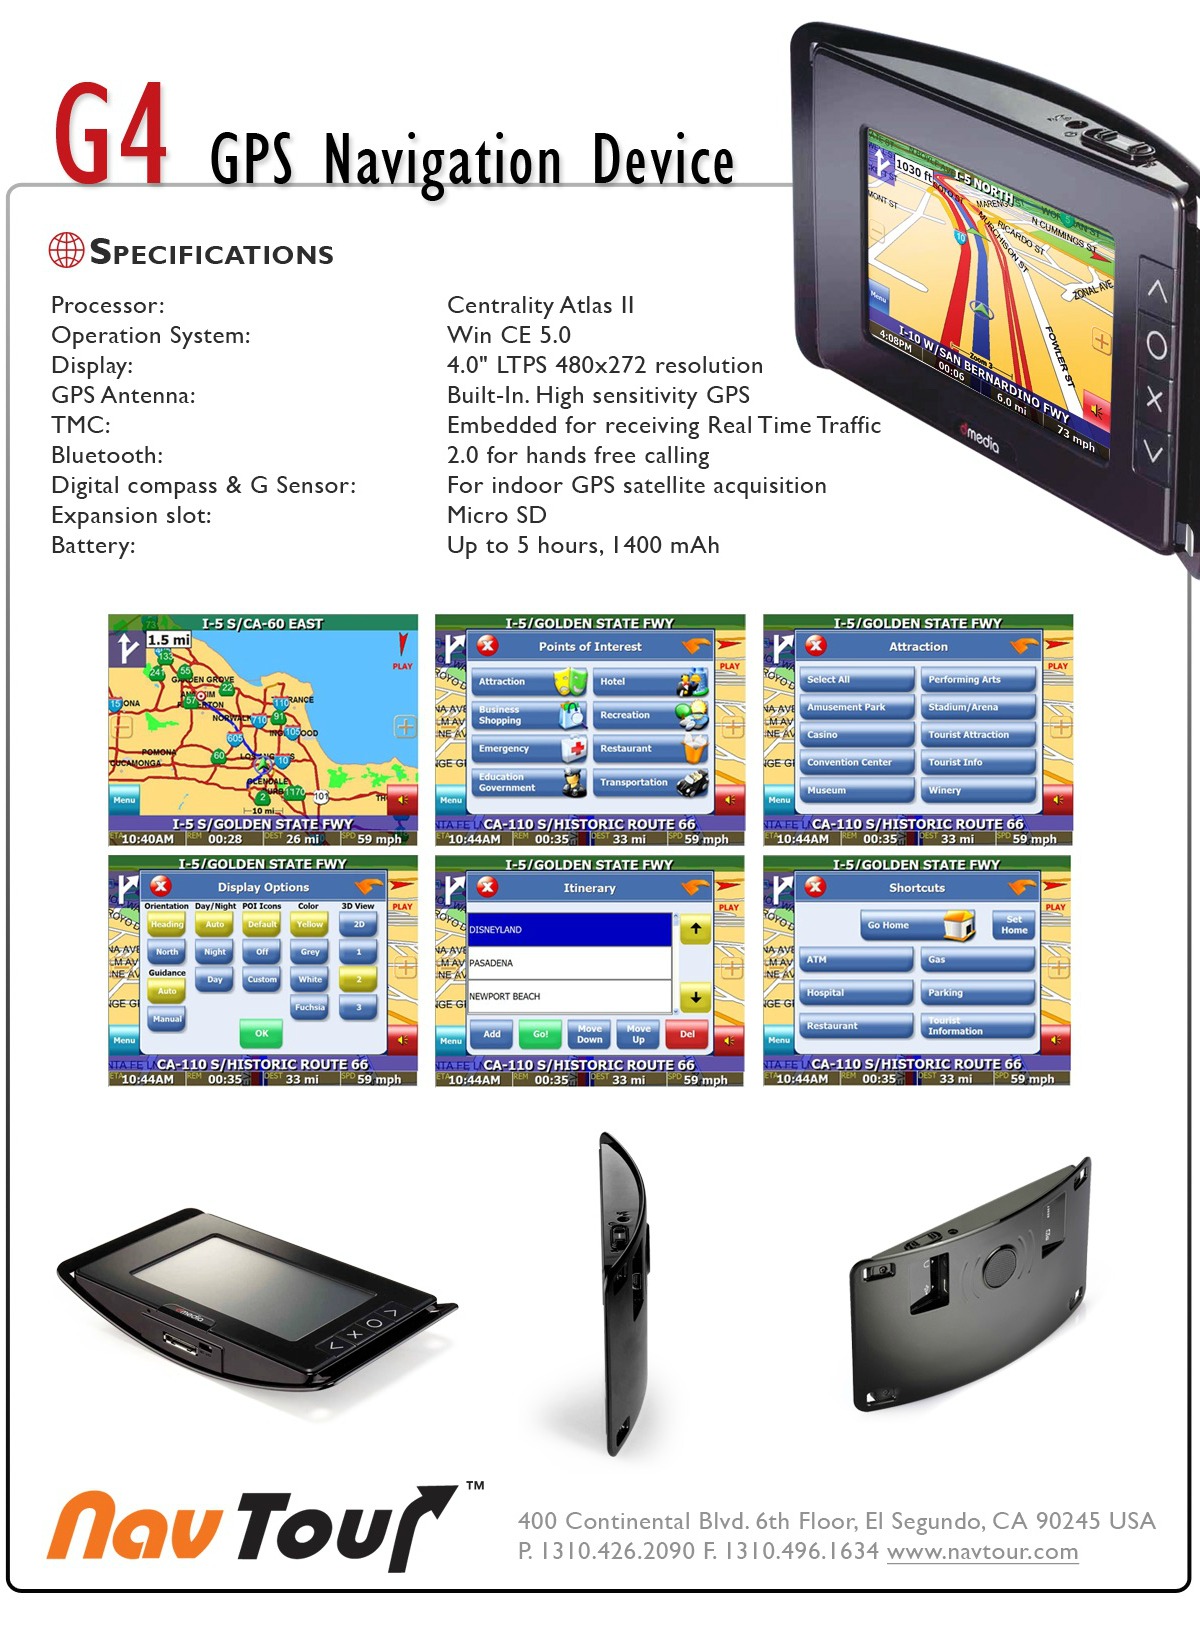 G4 GPS Navigation Device
SPECIFICATIONS
Processor: Centrality Atlas II
Operation System: Win CE 5.0
Display: 4.0" LTPS 480x272 resolution
GPS Antenna: Built-In. High sensitivity GPS
TMC: Embedded for receiving Real Time Traffic
Bluetooth: 2.0 for hands free calling
Digital compass & G Sensor: For indoor GPS satellite acquisition
Expansion slot: Micro SD
Battery: Up to 5 hours, 1400 mAh
1030 ft
I-5 NORTH
MARENGO ST
N CUMMINGS ST
RICARDO ST
MURCHISON ST
ZONAL AVE
FOWLER ST
10
Menu
I-10 W/SAN BERNARDINO FWY
4:08PM 00:06 6.0 mi 73 mph
dmedia
I-5 S/CA-60 EAST
1.5 mi
PLAY
GARDEN GROVE
NORWALK
POMONA
CUCAMONGA
GLENDALE
10 mi
Menu
I-5 S/GOLDEN STATE FWY
10:40AM 00:28 26 mi 59 mph
I-5/GOLDEN STATE FWY
Points of Interest
PLAY
Attraction Hotel
Business Shopping Recreation
Emergency Restaurant
Education Government Transportation
Menu
CA-110 S/HISTORIC ROUTE 66
10:44AM 00:35 33 mi 59 mph
I-5/GOLDEN STATE FWY
Attraction
PLAY
Select All Performing Arts
Amusement Park Stadium/Arena
Casino Tourist Attraction
Convention Center Tourist Info
Museum Winery
Menu
CA-110 S/HISTORIC ROUTE 66
10:44AM 00:35 33 mi 59 mph
I-5/GOLDEN STATE FWY
Display Options
Orientation Day/Night POI Icons Color 3D View
PLAY
Heading Auto Default Yellow 2D
North Night Off Grey 1
Guidance
Auto Day Custom White 2
Manual Fuchsia 3
OK
Menu
CA-110 S/HISTORIC ROUTE 66
10:44AM 00:35 33 mi 59 mph
I-5/GOLDEN STATE FWY
Itinerary
PLAY
DISNEYLAND
PASADENA
NEWPORT BEACH
Add Go! Move Down Move Up Del
Menu
CA-110 S/HISTORIC ROUTE 66
10:44AM 00:35 33 mi 59 mph
I-5/GOLDEN STATE FWY
Shortcuts
PLAY
Go Home Set Home
ATM Gas
Hospital Parking
Restaurant Tourist Information
Menu
CA-110 S/HISTORIC ROUTE 66
10:44AM 00:35 33 mi 59 mph
dmedia
Nav Tour ™
400 Continental Blvd. 6th Floor, El Segundo, CA 90245 USA
P. 1310.426.2090 F. 1310.496.1634 www.navtour.com